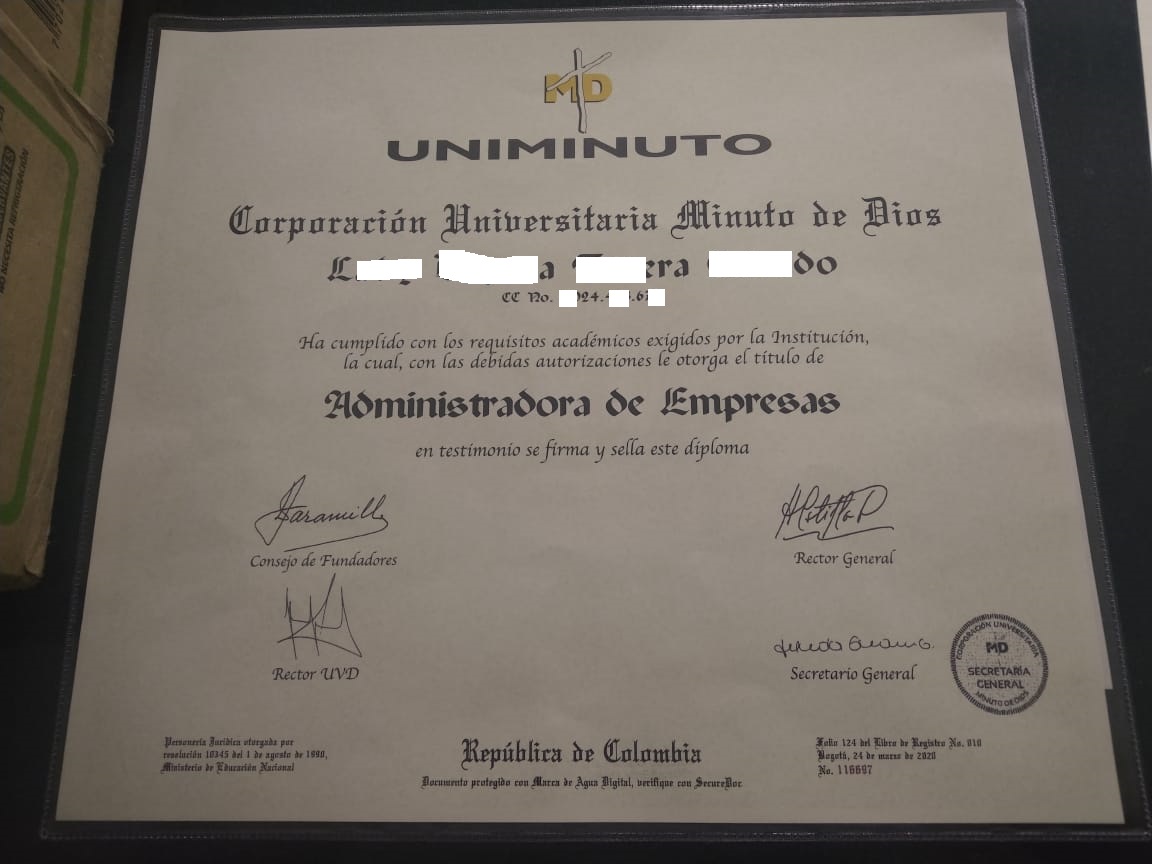 MD
UNIMINUTO
Corporación Universitaria Minuto de Dios
CC No.
Ha cumplido con los requisitos académicos exigidos por la Institución,
la cual, con las debidas autorizaciones le otorga el título de
Administradora de Empresas
en testimonio se firma y sella este diploma
Consejo de Fundadores
Rector General
Rector UVD
Secretario General
CORPORACIÓN UNIVERSITARIA
MD
SECRETARÍA
GENERAL
MINUTO DE DIOS
Personería Jurídica otorgada por
resolución 10345 del 1 de agosto de 1990,
Ministerio de Educación Nacional
República de Colombia
Documento protegido con Marca de Agua Digital, verifique con SecureDoc
Folio 124 del Libro de Registro No. 010
Bogotá, 24 de marzo de 2020
No. 116697
NO NECESITA REFRIGERACIÓN